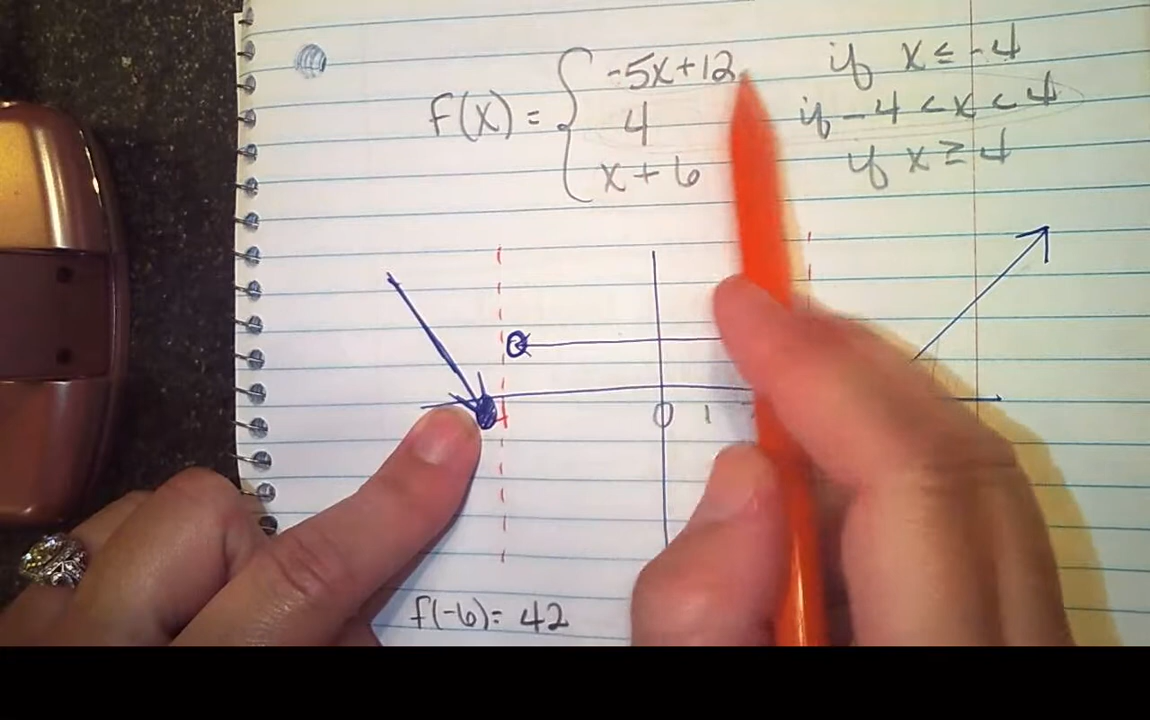 -5x+12 if x ≤ -4
f(x) = { 4 if -4 < x < 4
x + 6 if x ≥ 4
0 1
f(-6) = 42